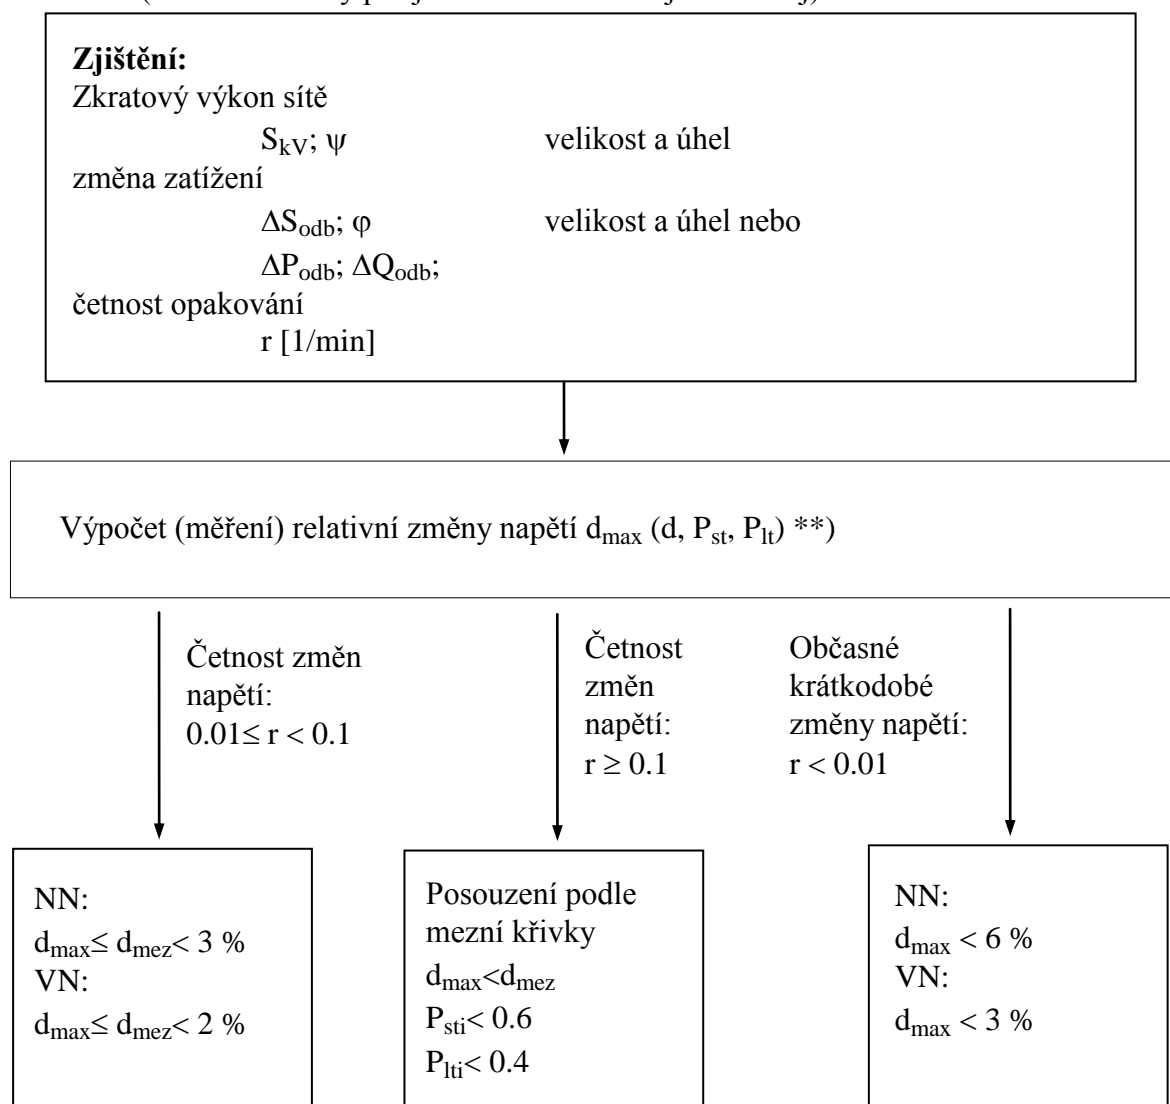 Zjištění:
Zkratový výkon sítě
SkV; ψ velikost a úhel
změna zatížení
ΔSodb; φ velikost a úhel nebo
ΔPodb; ΔQodb;
četnost opakování
r [1/min]
Výpočet (měření) relativní změny napětí dmax (d, Pst, Plt) **)
Četnost změn
napětí:
0.01≤ r < 0.1
Četnost
změn
napětí:
r ≥ 0.1
Občasné
krátkodobé
změny napětí:
r < 0.01
NN:
dmax≤ dmez< 3 %
VN:
dmax≤ dmez< 2 %
Posouzení podle
mezní křivky
dmax<dmez
Psti< 0.6
Plti< 0.4
NN:
dmax < 6 %
VN:
dmax < 3 %